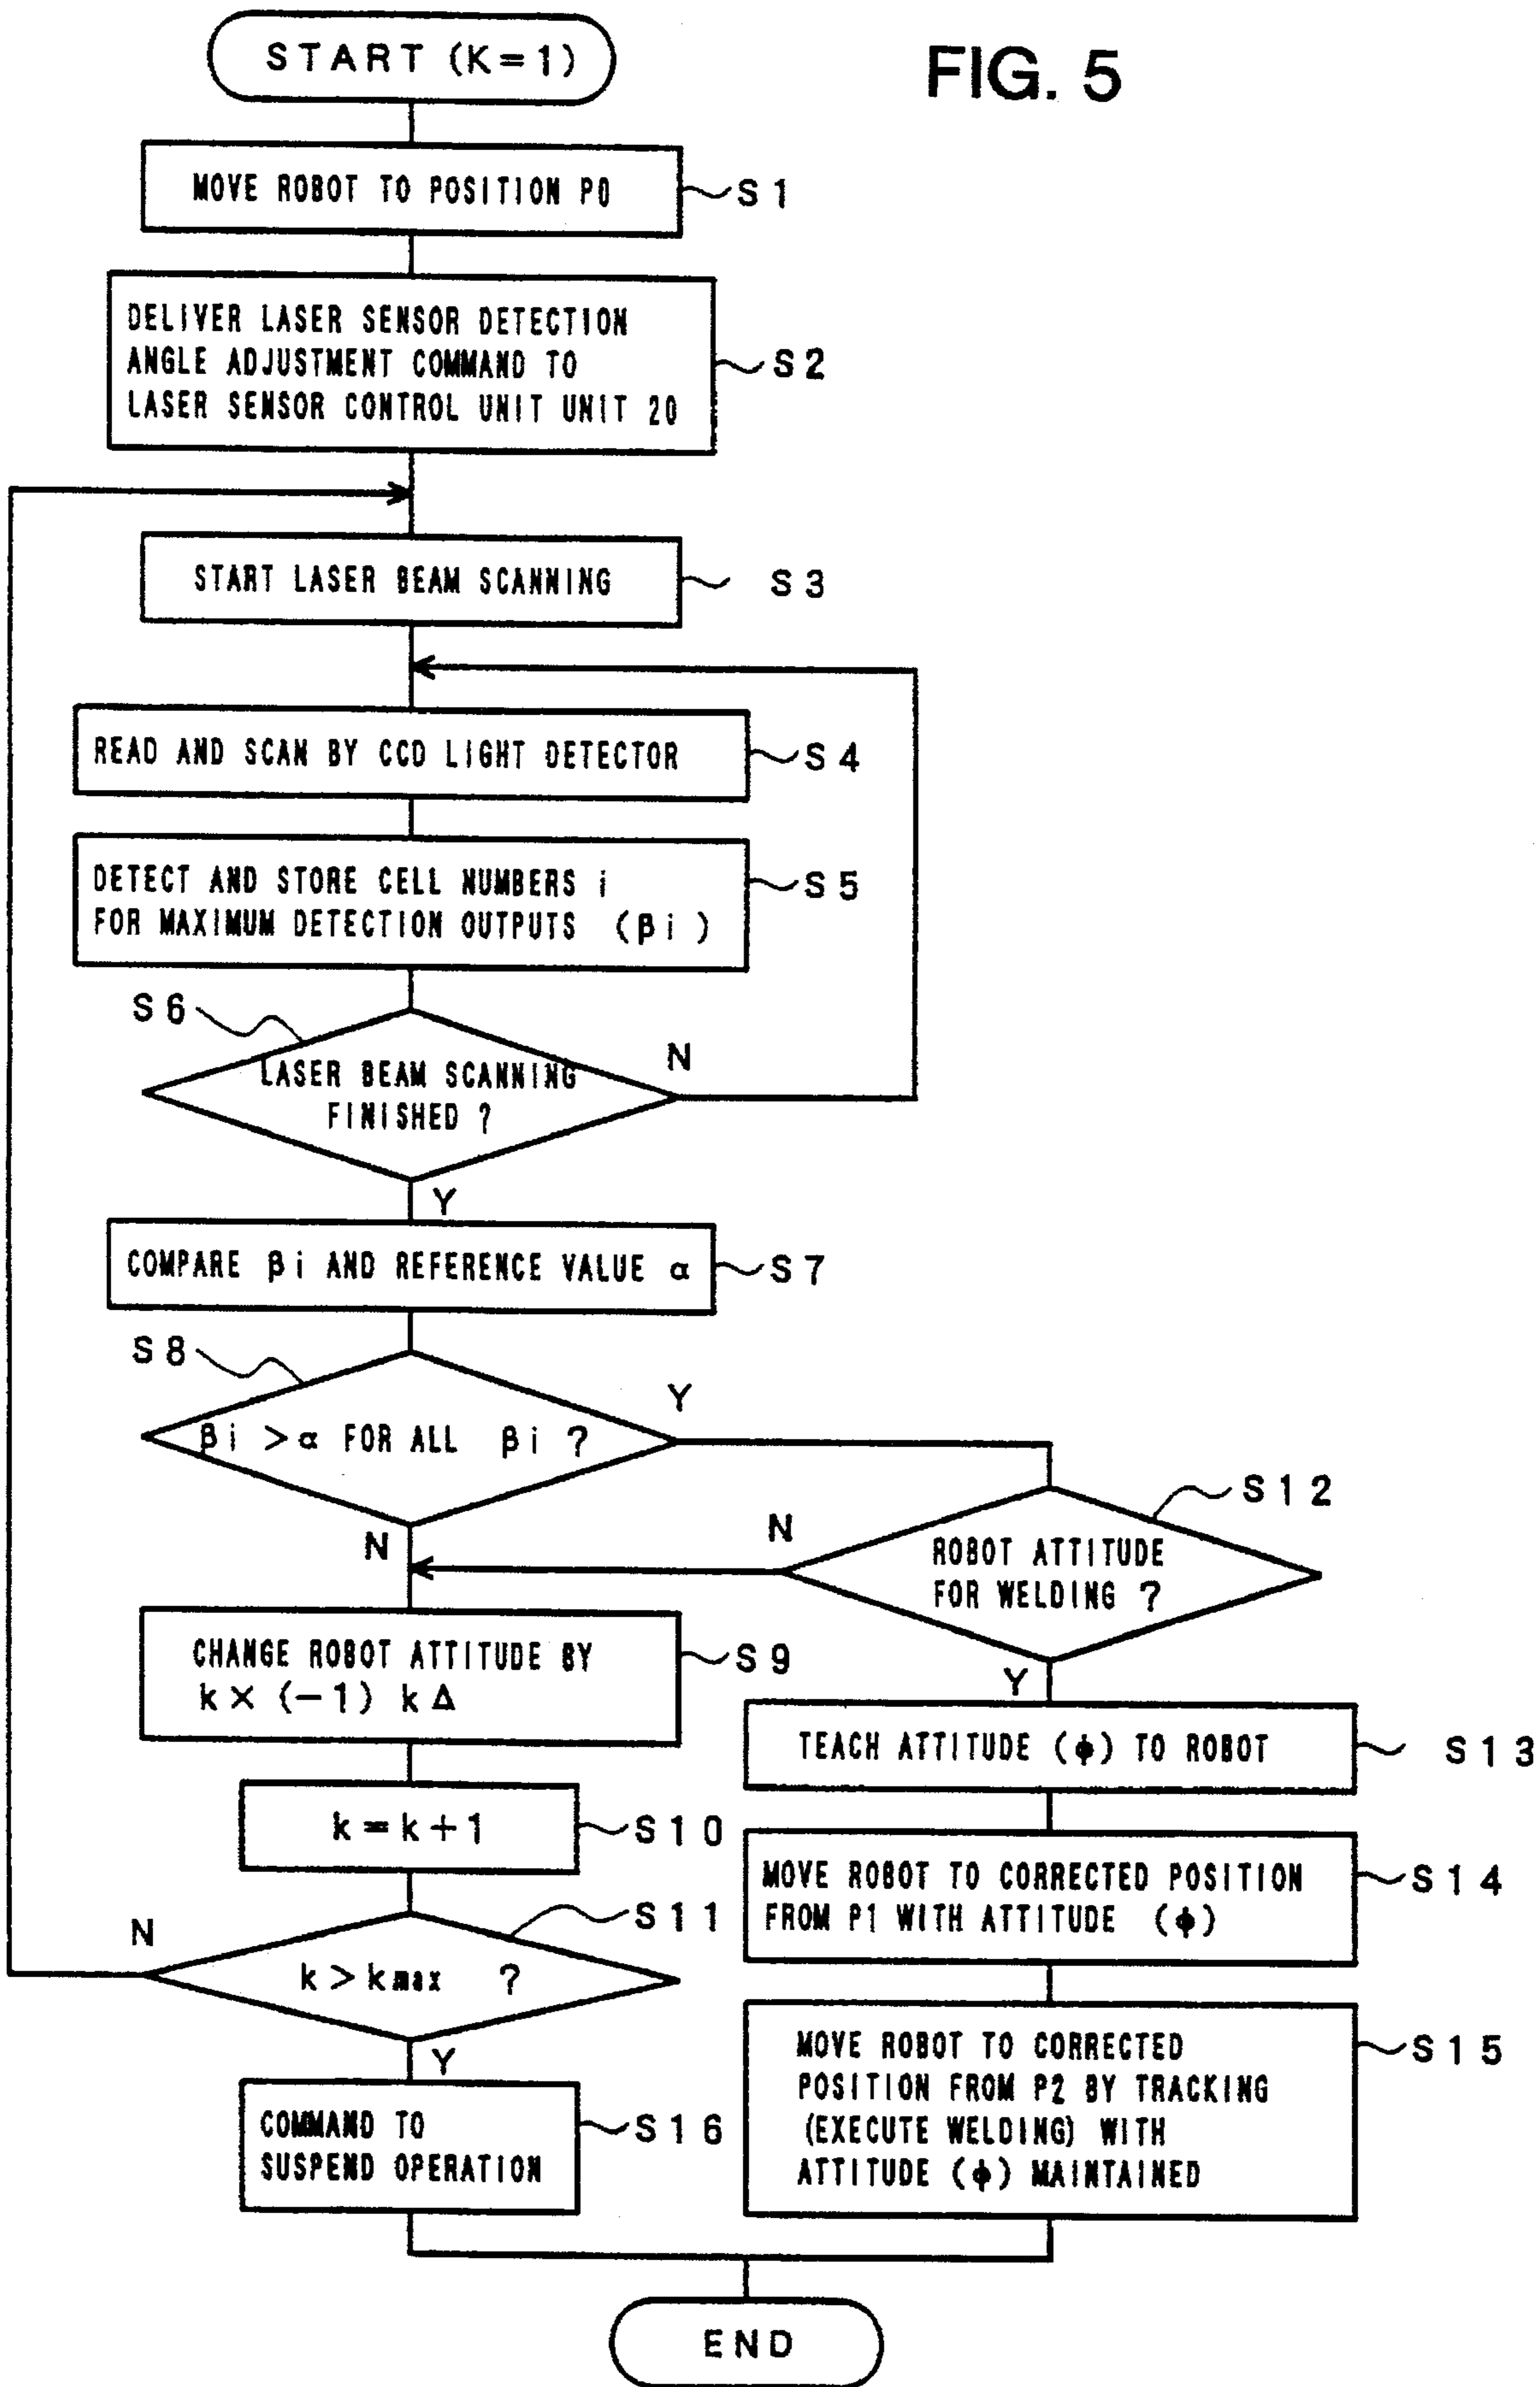 START (K=1)
FIG. 5
MOVE ROBOT TO POSITION P0
S1
DELIVER LASER SENSOR DETECTION
ANGLE ADJUSTMENT COMMAND TO
LASER SENSOR CONTROL UNIT UNIT 20
S2
START LASER BEAM SCANNING
S3
READ AND SCAN BY CCD LIGHT DETECTOR
S4
DETECT AND STORE CELL NUMBERS i
FOR MAXIMUM DETECTION OUTPUTS (βi)
S5
S6
LASER BEAM SCANNING
FINISHED ?
N
Y
COMPARE βi AND REFERENCE VALUE α
S7
S8
βi >α FOR ALL βi ?
Y
N
S12
ROBOT ATTITUDE
FOR WELDING ?
N
Y
CHANGE ROBOT ATTITUDE BY
k× (−1) kΔ
S9
TEACH ATTITUDE (ϕ) TO ROBOT
S13
k=k+1
S10
MOVE ROBOT TO CORRECTED POSITION
FROM P1 WITH ATTITUDE (ϕ)
S14
S11
k>kmax ?
N
Y
MOVE ROBOT TO CORRECTED
POSITION FROM P2 BY TRACKING
(EXECUTE WELDING) WITH
ATTITUDE (ϕ) MAINTAINED
S15
COMMAND TO
SUSPEND OPERATION
S16
END